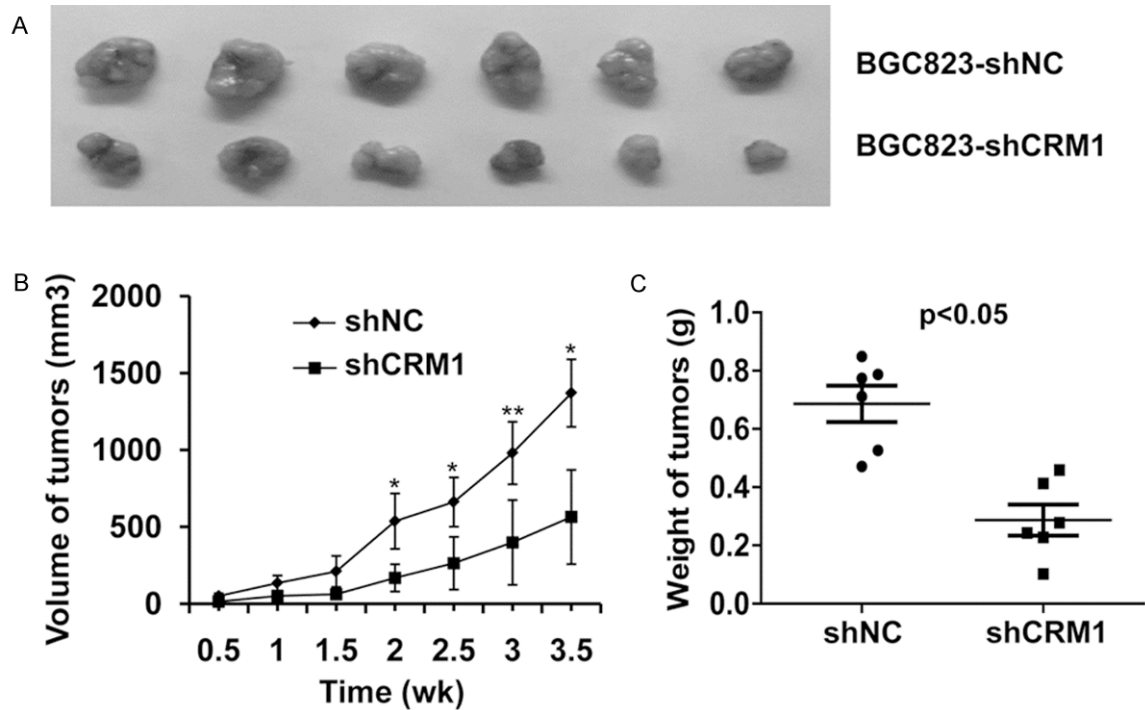 A
BGC823-shNC
BGC823-shCRM1
B
Volume of tumors (mm3)
2000
1500
1000
500
0
shNC
shCRM1
*
*
**
*
0.5 1 1.5 2 2.5 3 3.5
Time (wk)
C
Weight of tumors (g)
1.0
0.8
0.6
0.4
0.2
0.0
p<0.05
shNC shCRM1